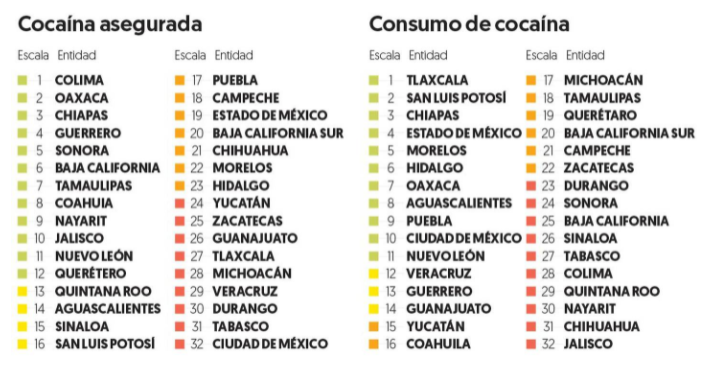 Cocaína asegurada
Escala Entidad
1 COLIMA
2 OAXACA
3 CHIAPAS
4 GUERRERO
5 SONORA
6 BAJA CALIFORNIA
7 TAMAULIPAS
8 COAHUIA
9 NAYARIT
10 JALISCO
11 NUEVO LEÓN
12 QUERÉTERO
13 QUINTANA ROO
14 AGUASCALIENTES
15 SINALOA
16 SAN LUIS POTOSÍ
Escala Entidad
17 PUEBLA
18 CAMPECHE
19 ESTADO DE MÉXICO
20 BAJA CALIFORNIA SUR
21 CHIHUAHUA
22 MORELOS
23 HIDALGO
24 YUCATÁN
25 ZACATECAS
26 GUANAJUATO
27 TLAXCALA
28 MICHOACÁN
29 VERACRUZ
30 DURANGO
31 TABASCO
32 CIUDAD DE MÉXICO
Consumo de cocaína
Escala Entidad
1 TLAXCALA
2 SAN LUIS POTOSÍ
3 CHIAPAS
4 ESTADO DE MÉXICO
5 MORELOS
6 HIDALGO
7 OAXACA
8 AGUASCALIENTES
9 PUEBLA
10 CIUDAD DE MÉXICO
11 NUEVO LEÓN
12 VERACRUZ
13 GUERRERO
14 GUANAJUATO
15 YUCATÁN
16 COAHUILA
Escala Entidad
17 MICHOACÁN
18 TAMAULIPAS
19 QUERÉTARO
20 BAJA CALIFORNIA SUR
21 CAMPECHE
22 ZACATECAS
23 DURANGO
24 SONORA
25 BAJA CALIFORNIA
26 SINALOA
27 TABASCO
28 COLIMA
29 QUINTANA ROO
30 NAYARIT
31 CHIHUAHUA
32 JALISCO